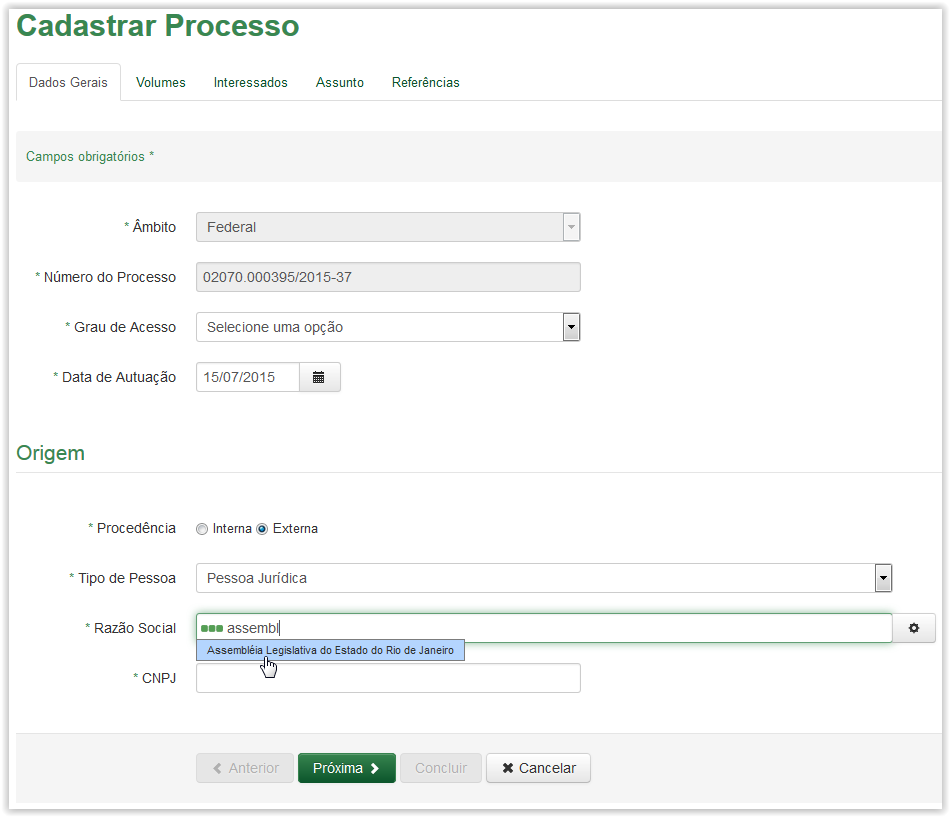 Cadastrar Processo
Dados Gerais Volumes Interessados Assunto Referências
Campos obrigatórios *
* Âmbito Federal
* Número do Processo 02070.000395/2015-37
* Grau de Acesso Selecione uma opção
* Data de Autuação 15/07/2015
Origem
* Procedência Interna Externa
* Tipo de Pessoa Pessoa Jurídica
* Razão Social assembl
Assembléia Legislativa do Estado do Rio de Janeiro
* CNPJ
Anterior Próxima Concluir Cancelar